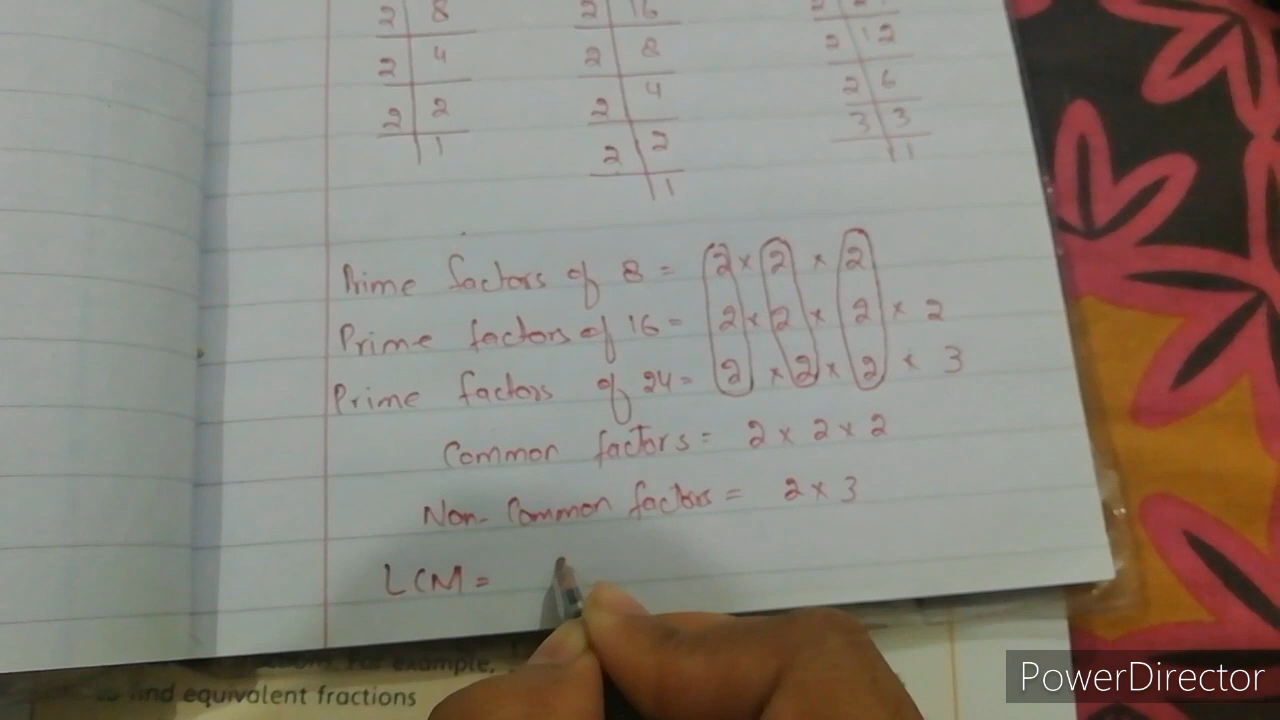 2 8 2 16 2
2 4 2 8 2 12
2 2 2 4 2 6
1 2 2 3 3
1 1
Prime factors of 8 = 2 × 2 × 2
Prime factors of 16 = 2 × 2 × 2 × 2
Prime factors of 24 = 2 × 2 × 2 × 3
Common factors = 2 × 2 × 2
Non-Common factors = 2 × 3
LCM =
example,
find equivalent fractions
PowerDirector